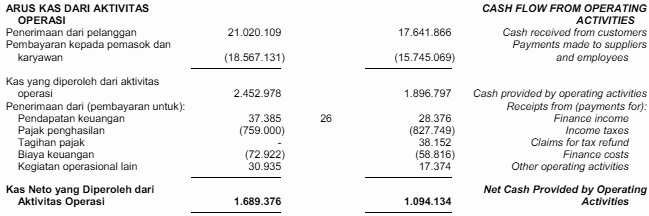 ARUS KAS DARI AKTIVITAS CASH FLOW FROM OPERATING
OPERASI ACTIVITIES
Penerimaan dari pelanggan 21.020.109 17.641.866 Cash received from customers
Pembayaran kepada pemasok dan Payments made to suppliers
karyawan (18.567.131) (15.745.069) and employees
Kas yang diperoleh dari aktivitas
operasi 2.452.978 1.896.797 Cash provided by operating activities
Penerimaan dari (pembayaran untuk): Receipts from (payments for):
Pendapatan keuangan 37.385 26 28.376 Finance income
Pajak penghasilan (759.000) (827.749) Income taxes
Tagihan pajak - 38.152 Claims for tax refund
Biaya keuangan (72.922) (58.816) Finance costs
Kegiatan operasional lain 30.935 17.374 Other operating activities
Kas Neto yang Diperoleh dari Net Cash Provided by Operating
Aktivitas Operasi 1.689.376 1.094.134 Activities